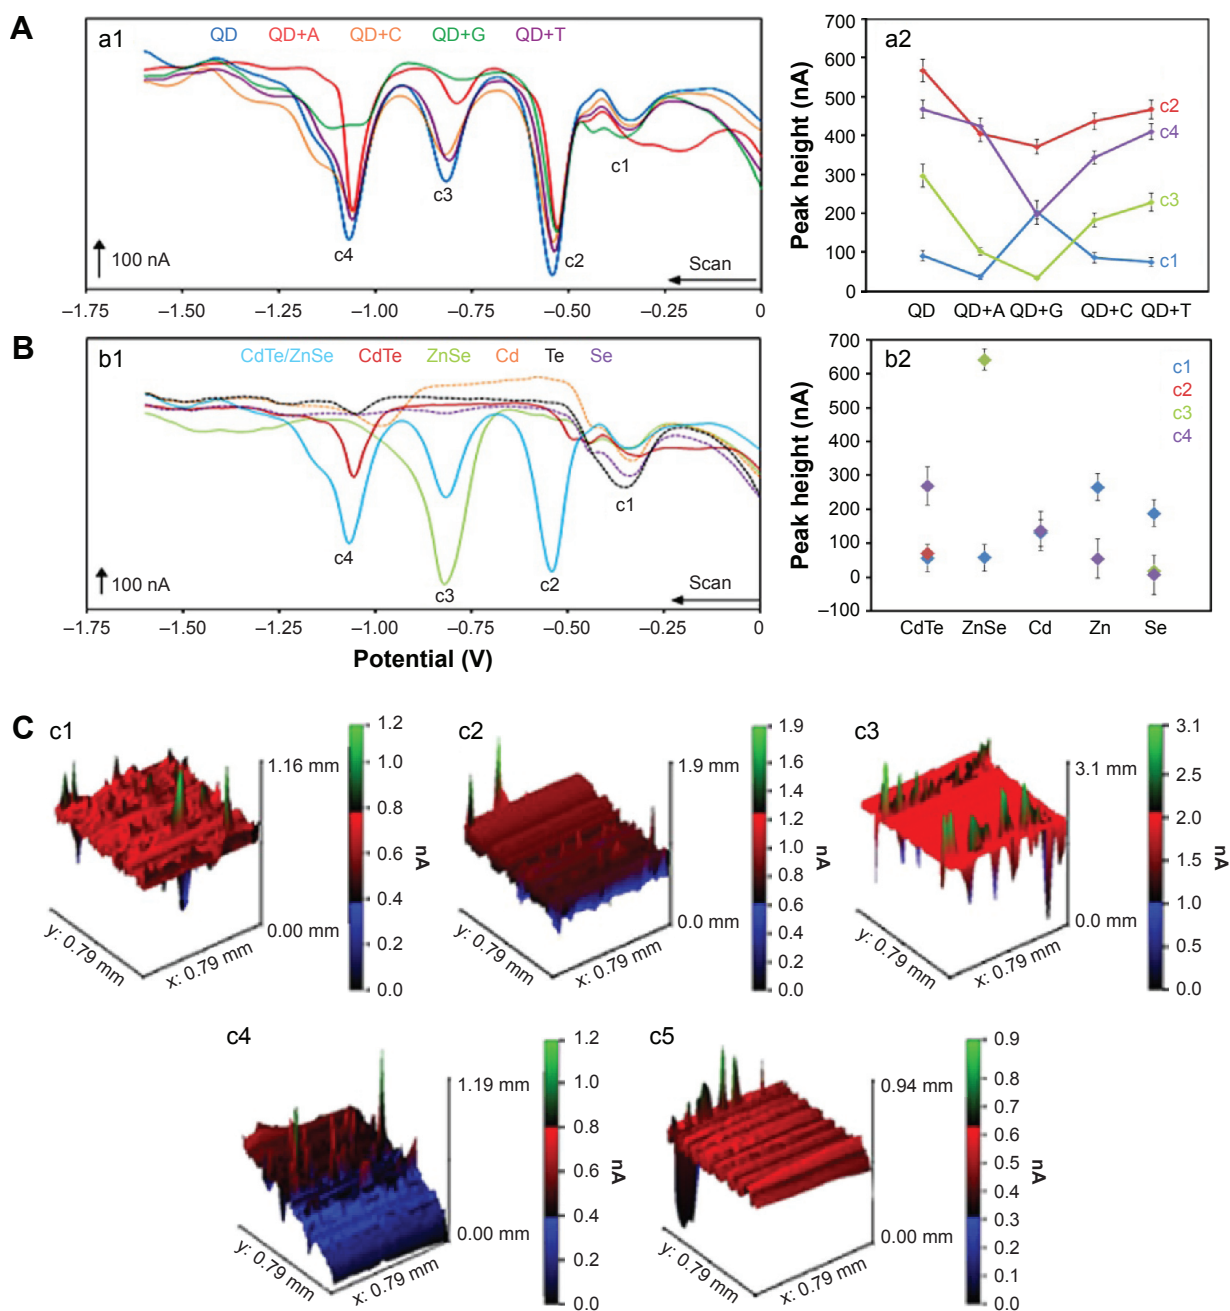 A
a1
QD QD+A QD+C QD+G QD+T
c1
c3
c4
c2
100 nA
Scan
–1.75 –1.50 –1.25 –1.00 –0.75 –0.50 –0.25 0
a2
Peak height (nA)
700
600
500
400
300
200
100
0
c2
c4
c3
c1
QD QD+A QD+G QD+C QD+T
B
b1
CdTe/ZnSe CdTe ZnSe Cd Te Se
c1
c4
c3
c2
100 nA
Scan
–1.75 –1.50 –1.25 –1.00 –0.75 –0.50 –0.25 0
Potential (V)
b2
Peak height (nA)
700
600
500
400
300
200
100
0
–100
c1
c2
c3
c4
CdTe ZnSe Cd Zn Se
C
c1
1.16 mm
0.00 mm
y: 0.79 mm
x: 0.79 mm
1.2
1.0
0.8
0.6
0.4
0.2
0.0
nA
c2
1.9 mm
0.0 mm
y: 0.79 mm
x: 0.79 mm
1.9
1.6
1.4
1.2
1.0
0.8
0.6
0.4
0.2
0.0
nA
c3
3.1 mm
0.0 mm
y: 0.79 mm
x: 0.79 mm
3.1
2.5
2.0
1.5
1.0
0.5
0.0
nA
c4
1.19 mm
0.00 mm
y: 0.79 mm
x: 0.79 mm
1.2
1.0
0.8
0.6
0.4
0.2
0.0
nA
c5
0.94 mm
0.00 mm
y: 0.79 mm
x: 0.79 mm
0.9
0.8
0.7
0.6
0.5
0.4
0.3
0.2
0.1
0.0
nA